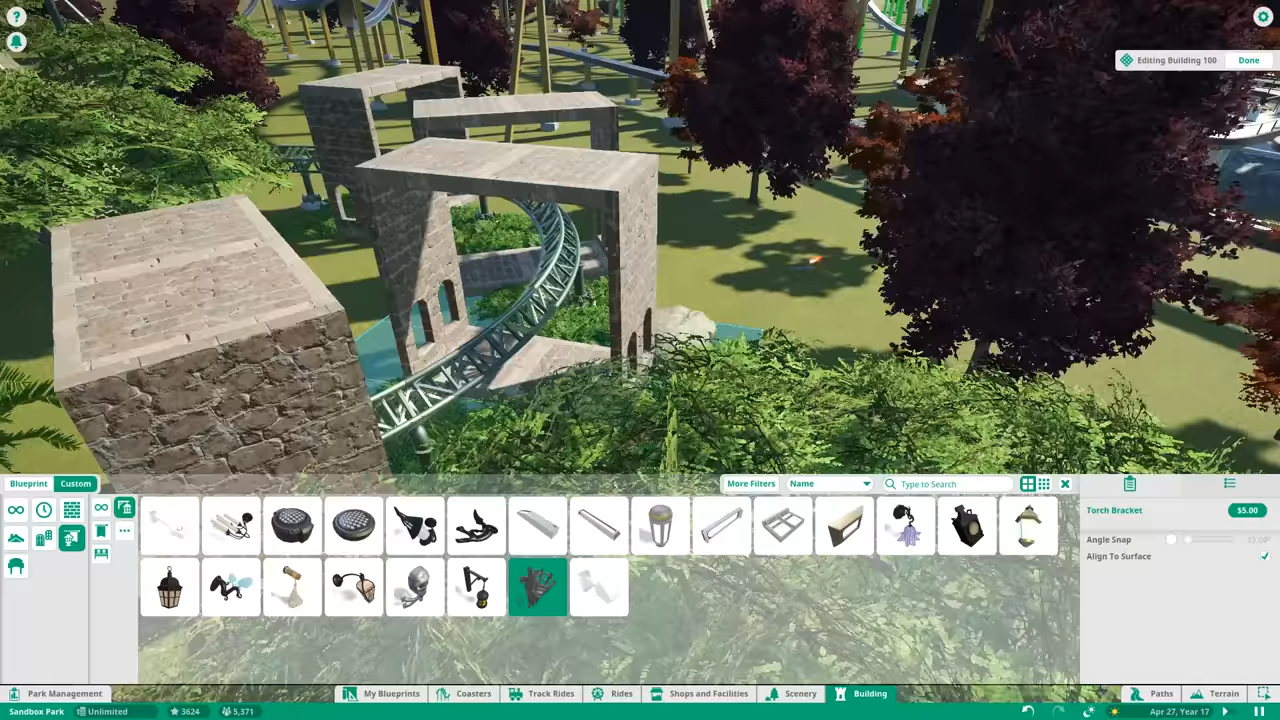 ?
Editing Building 100 Done
Blueprint Custom
More Filters Name Type to Search
Torch Bracket $5.00
Angle Snap
Align To Surface
Park Management My Blueprints Coasters Track Rides Rides Shops and Facilities Scenery Building Paths Terrain
Sandbox Park Unlimited 3624 5,371 Apr 27, Year 17